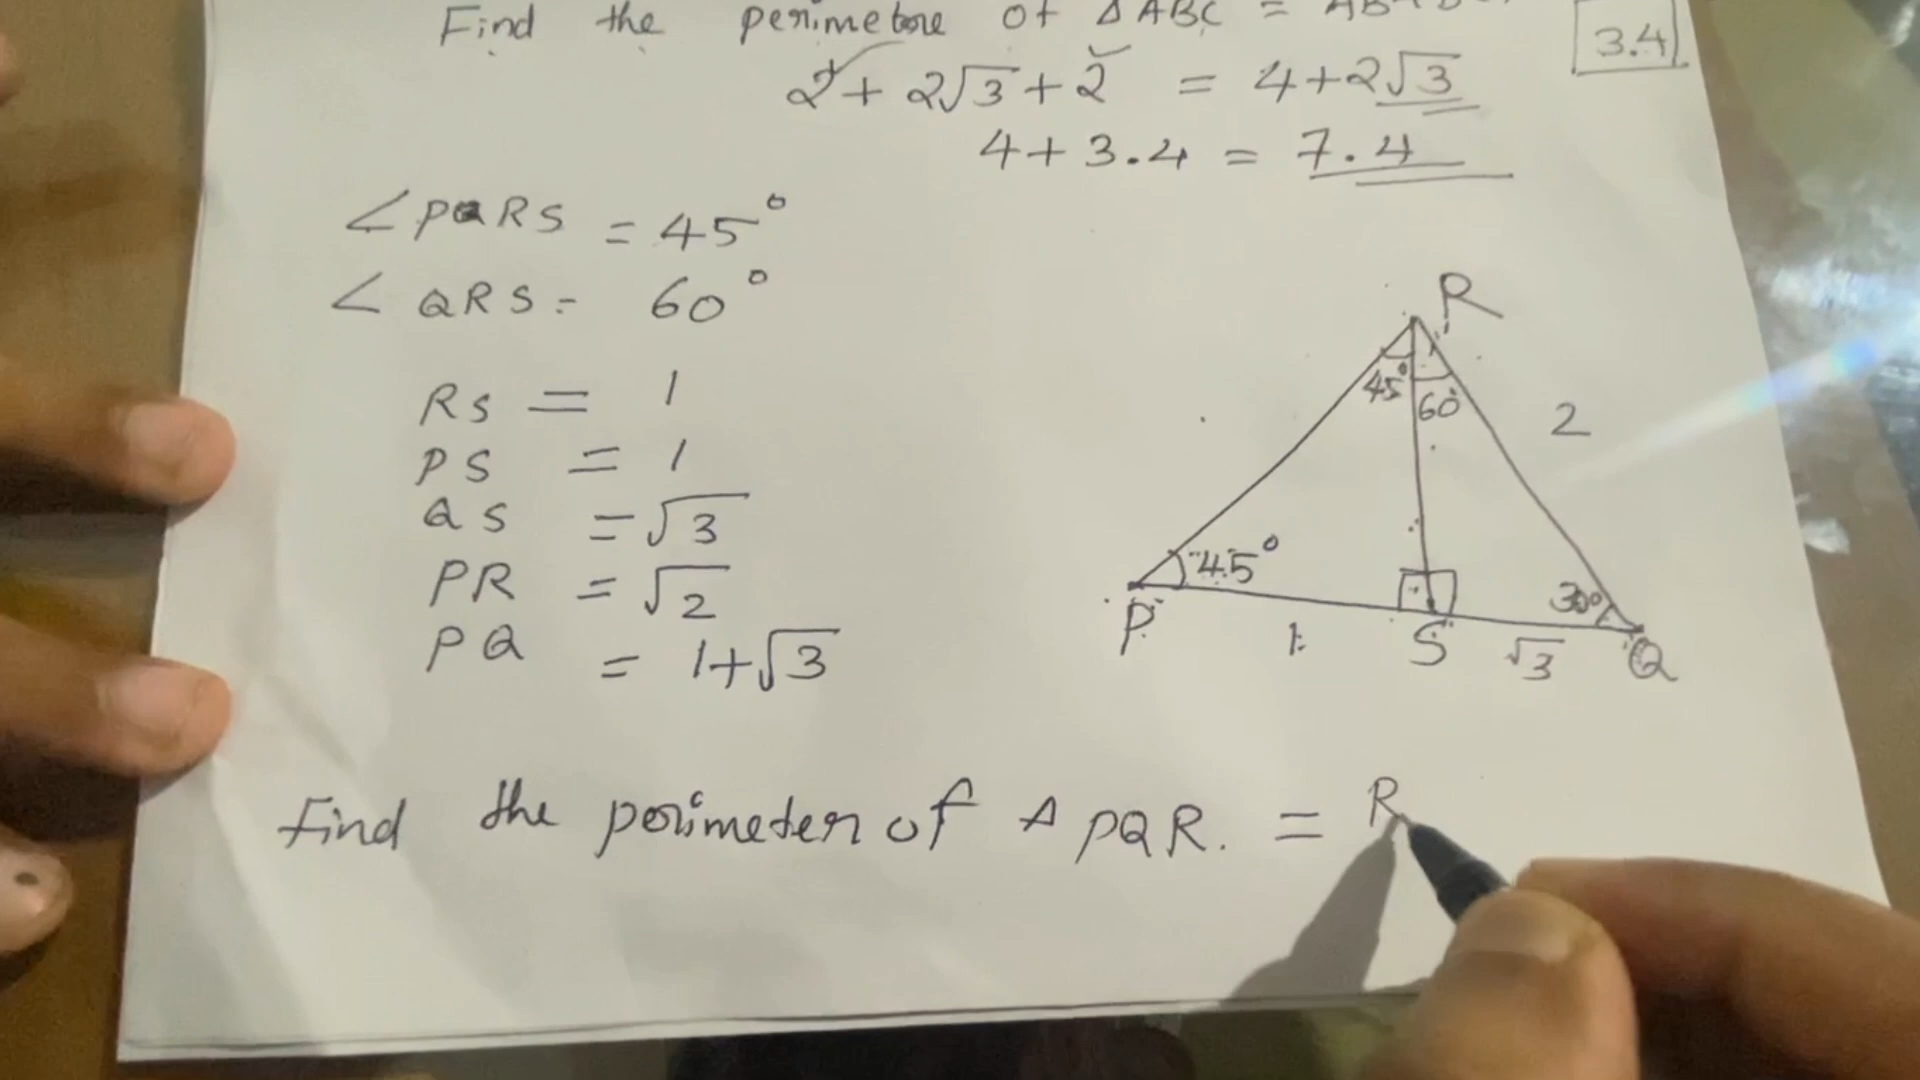 Find the perimetre of ΔABC =
3.4
2 + 2√3 + 2 = 4+2√3
4+3.4 = 7.4
∠PRS = 45°
∠QRS = 60°
RS = 1
PS = 1
QS = √3
PR = √2
PQ = 1+√3
R
45° 60°
2
45° 30°
P 1 S √3 Q
Find the perimeter of Δ PQR. = R